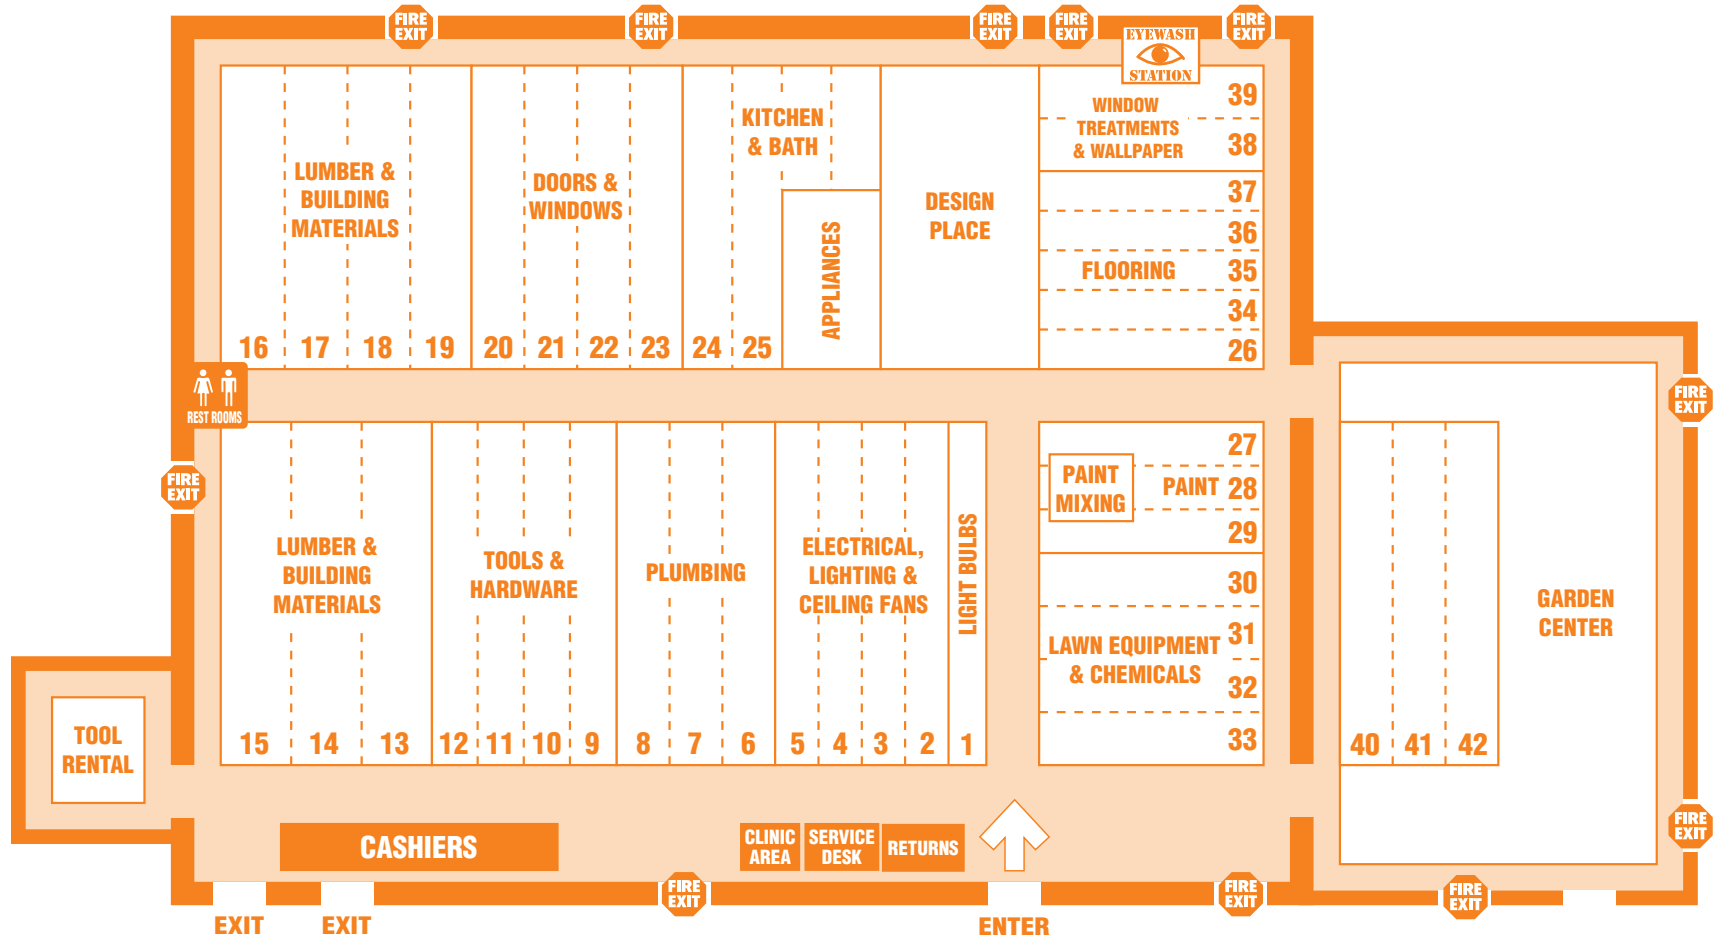 FIRE
EXIT
FIRE
EXIT
FIRE
EXIT
FIRE
EXIT
FIRE
EXIT
EYEWASH
STATION
LUMBER &
BUILDING
MATERIALS
16
17
18
19
DOORS &
WINDOWS
20
21
22
23
KITCHEN
& BATH
24
25
APPLIANCES
DESIGN
PLACE
WINDOW
TREATMENTS
& WALLPAPER
39
38
FLOORING
37
36
35
34
26
REST ROOMS
FIRE
EXIT
LUMBER &
BUILDING
MATERIALS
15
14
13
TOOLS &
HARDWARE
12
11
10
9
PLUMBING
8
7
6
ELECTRICAL,
LIGHTING &
CEILING FANS
5
4
3
2
LIGHT BULBS
1
PAINT
MIXING
PAINT
27
28
29
LAWN EQUIPMENT
& CHEMICALS
30
31
32
33
FIRE
EXIT
GARDEN
CENTER
40
41
42
FIRE
EXIT
TOOL
RENTAL
CASHIERS
CLINIC
AREA
SERVICE
DESK
RETURNS
FIRE
EXIT
FIRE
EXIT
FIRE
EXIT
EXIT
EXIT
ENTER